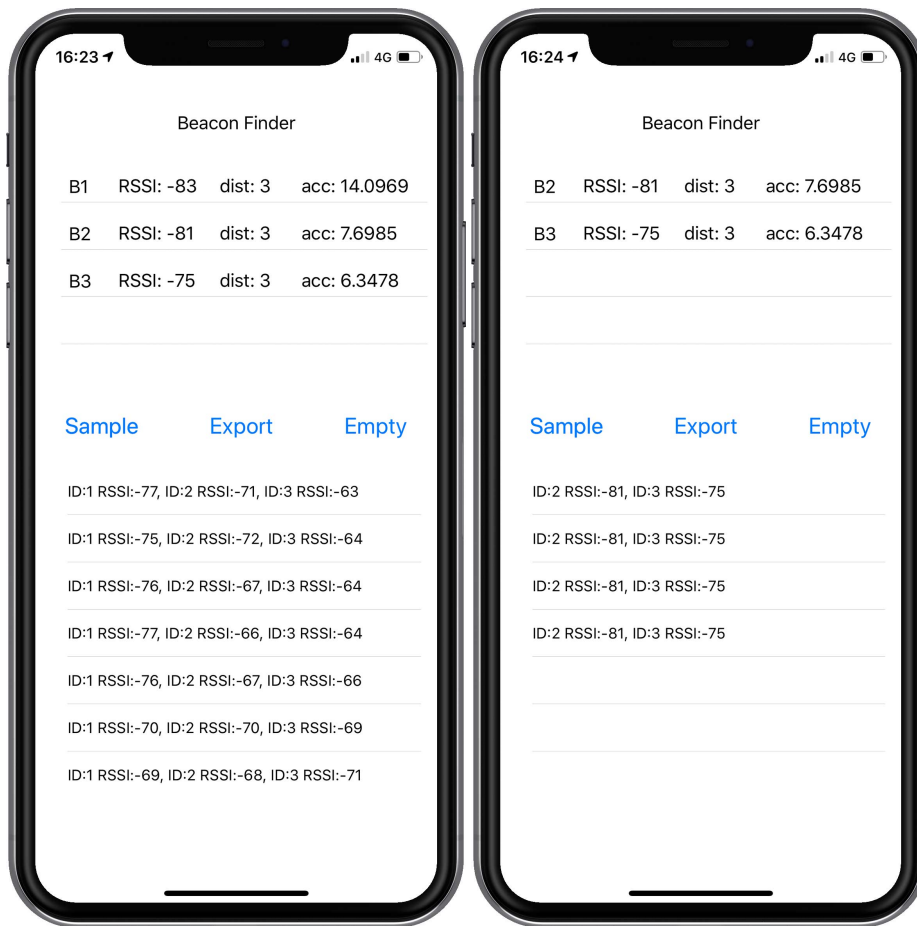 16:23 4G
Beacon Finder
B1 RSSI: -83 dist: 3 acc: 14.0969
B2 RSSI: -81 dist: 3 acc: 7.6985
B3 RSSI: -75 dist: 3 acc: 6.3478
Sample Export Empty
ID:1 RSSI:-77, ID:2 RSSI:-71, ID:3 RSSI:-63
ID:1 RSSI:-75, ID:2 RSSI:-72, ID:3 RSSI:-64
ID:1 RSSI:-76, ID:2 RSSI:-67, ID:3 RSSI:-64
ID:1 RSSI:-77, ID:2 RSSI:-66, ID:3 RSSI:-64
ID:1 RSSI:-76, ID:2 RSSI:-67, ID:3 RSSI:-66
ID:1 RSSI:-70, ID:2 RSSI:-70, ID:3 RSSI:-69
ID:1 RSSI:-69, ID:2 RSSI:-68, ID:3 RSSI:-71
16:24 4G
Beacon Finder
B2 RSSI: -81 dist: 3 acc: 7.6985
B3 RSSI: -75 dist: 3 acc: 6.3478
Sample Export Empty
ID:2 RSSI:-81, ID:3 RSSI:-75
ID:2 RSSI:-81, ID:3 RSSI:-75
ID:2 RSSI:-81, ID:3 RSSI:-75
ID:2 RSSI:-81, ID:3 RSSI:-75